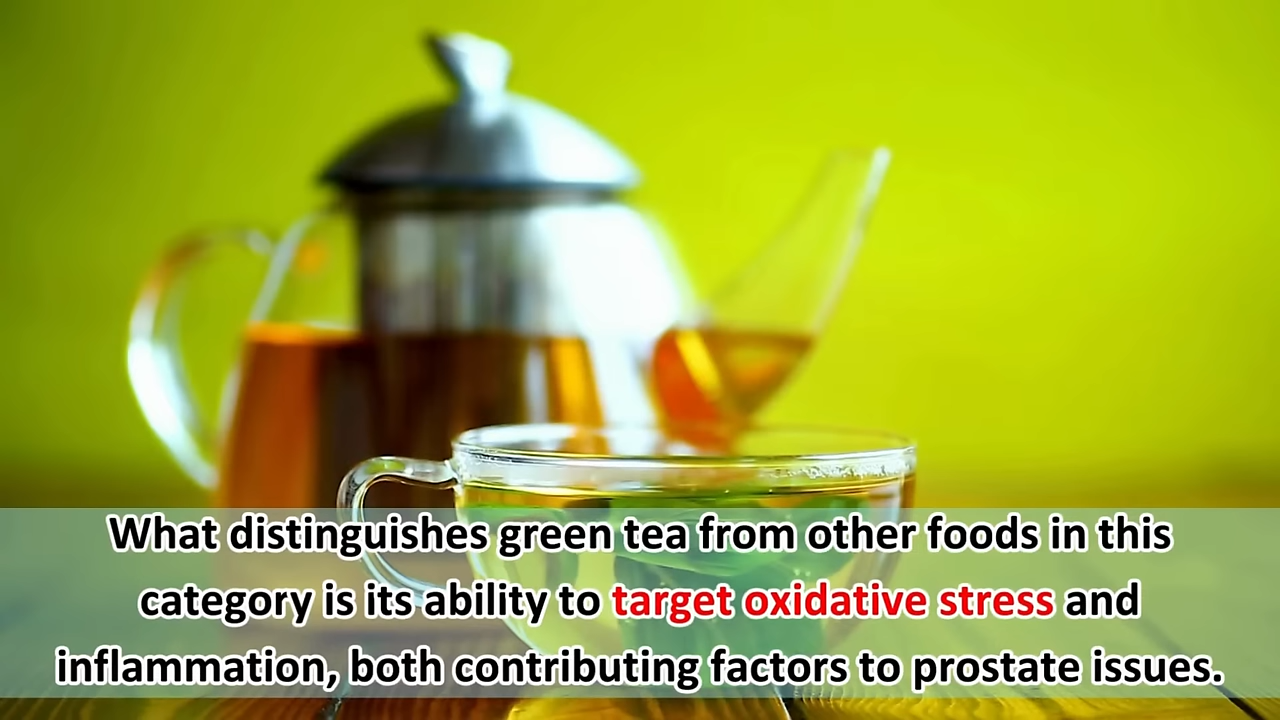 What distinguishes green tea from other foods in this
category is its ability to target oxidative stress and
inflammation, both contributing factors to prostate issues.